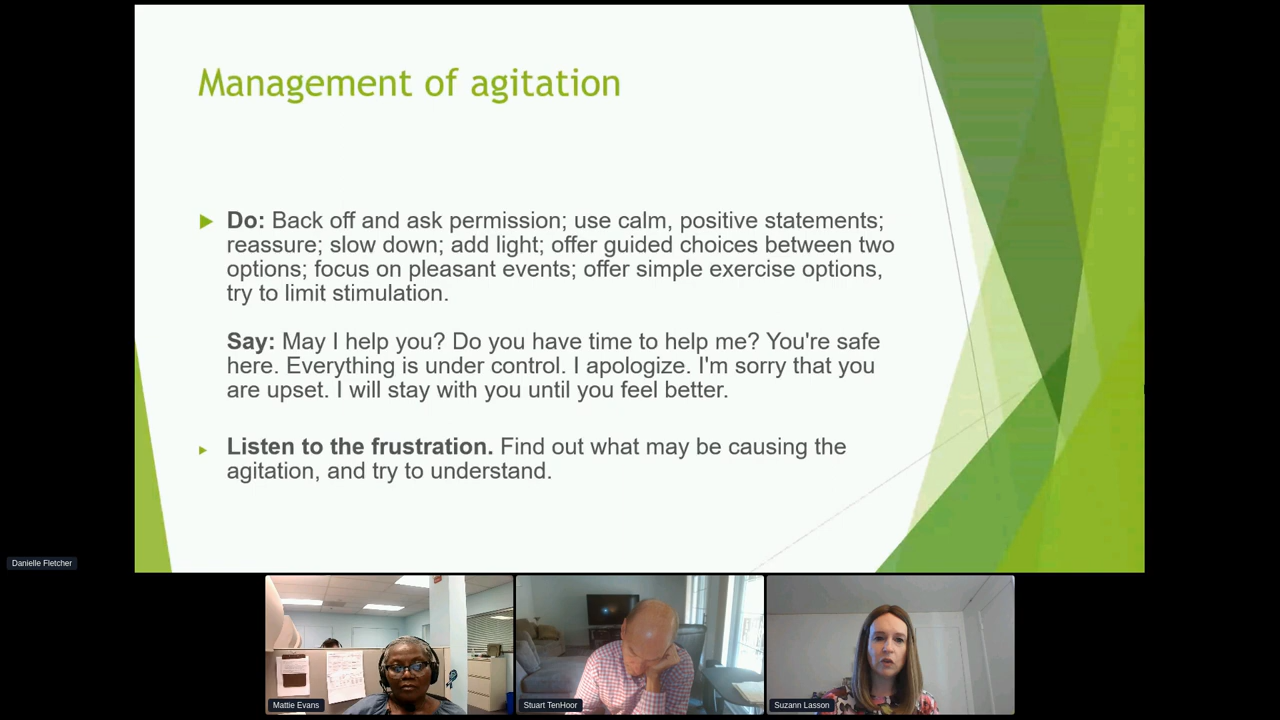 Management of agitation
Do: Back off and ask permission; use calm, positive statements;
reassure; slow down; add light; offer guided choices between two
options; focus on pleasant events; offer simple exercise options,
try to limit stimulation.
Say: May I help you? Do you have time to help me? You're safe
here. Everything is under control. I apologize. I'm sorry that you
are upset. I will stay with you until you feel better.
Listen to the frustration. Find out what may be causing the
agitation, and try to understand.
Danielle Fletcher
Mattie Evans
Stuart TenHoor
Suzann Lasson